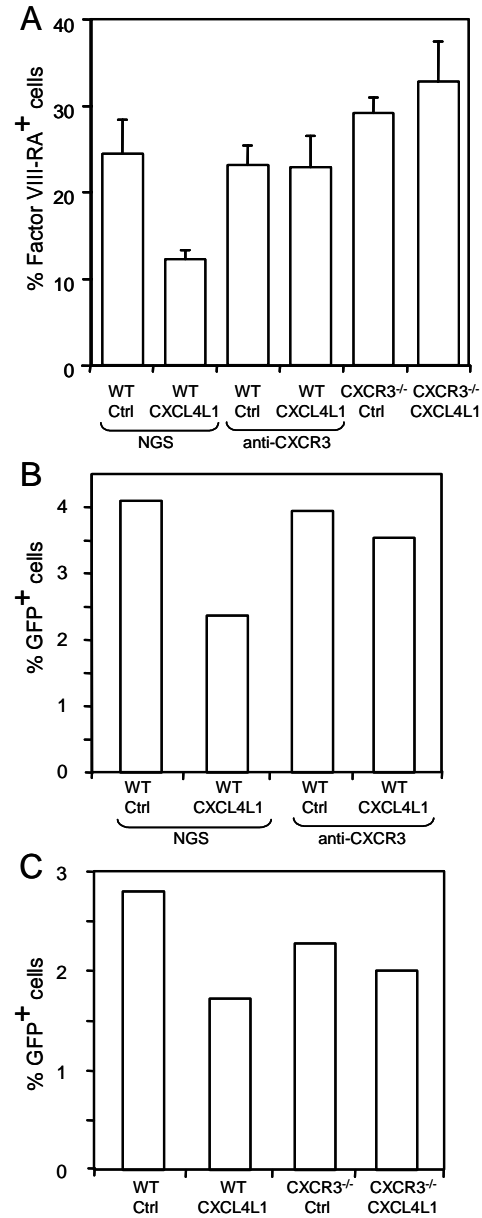 A
% Factor VIII-RA+ cells
40
30
20
10
0
WT WT WT WT CXCR3-/- CXCR3-/-
Ctrl CXCL4L1 Ctrl CXCL4L1 Ctrl CXCL4L1
NGS anti-CXCR3
B
% GFP+ cells
4
3
2
1
0
WT WT WT WT
Ctrl CXCL4L1 Ctrl CXCL4L1
NGS anti-CXCR3
C
% GFP+ cells
3
2
1
0
WT WT CXCR3-/- CXCR3-/-
Ctrl CXCL4L1 Ctrl CXCL4L1